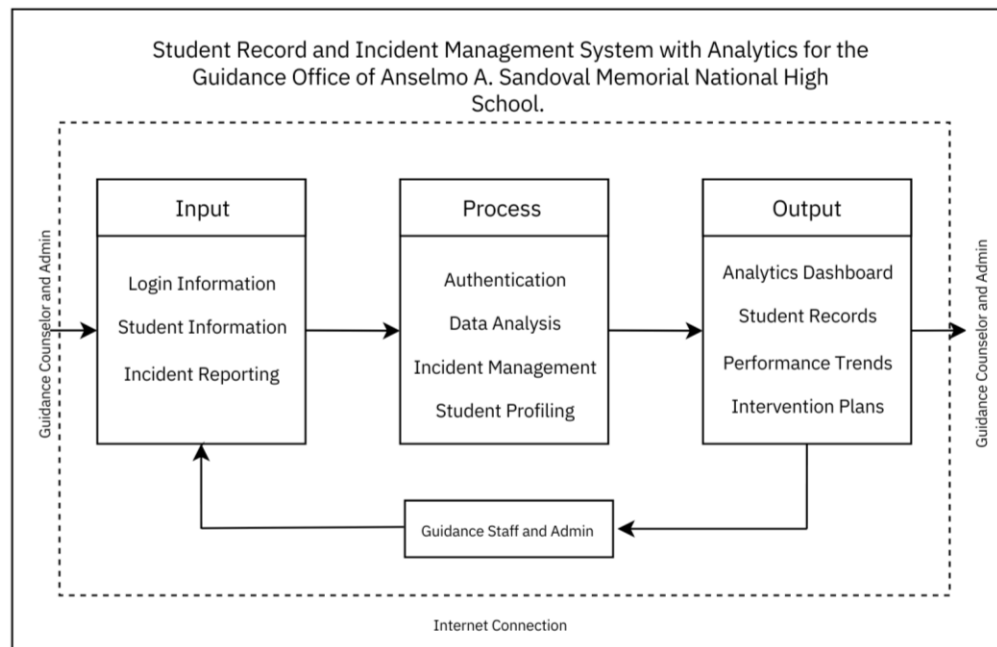 Student Record and Incident Management System with Analytics for the
Guidance Office of Anselmo A. Sandoval Memorial National High
School.
Guidance Counselor and Admin
Input
Login Information
Student Information
Incident Reporting
Process
Authentication
Data Analysis
Incident Management
Student Profiling
Output
Analytics Dashboard
Student Records
Performance Trends
Intervention Plans
Guidance Counselor and Admin
Guidance Staff and Admin
Internet Connection